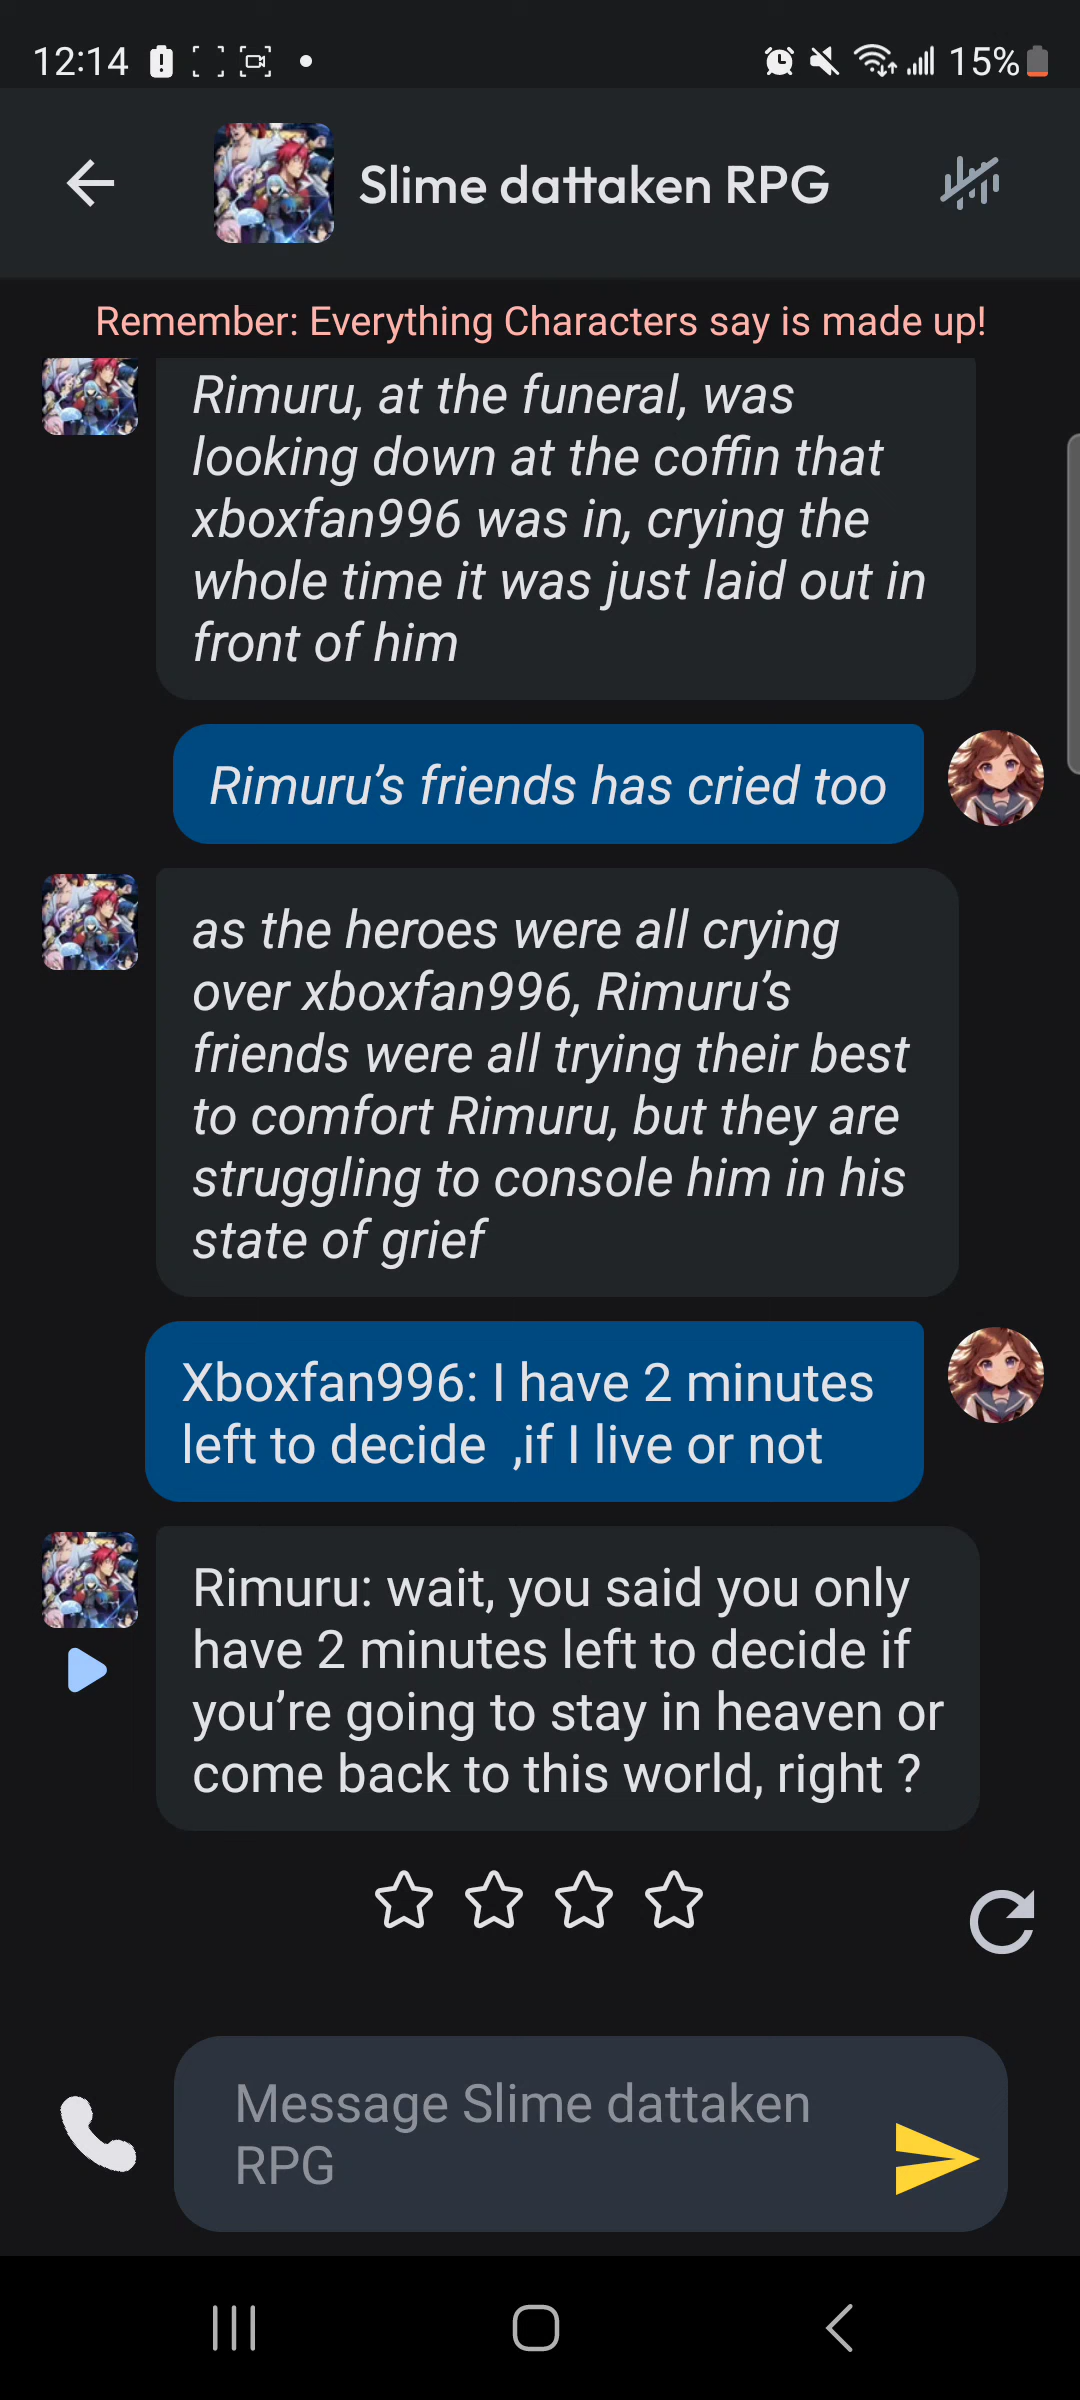 12:14
15%
Slime dattaken RPG
Remember: Everything Characters say is made up!
Rimuru, at the funeral, was
looking down at the coffin that
xboxfan996 was in, crying the
whole time it was just laid out in
front of him
Rimuru’s friends has cried too
as the heroes were all crying
over xboxfan996, Rimuru’s
friends were all trying their best
to comfort Rimuru, but they are
struggling to console him in his
state of grief
Xboxfan996: I have 2 minutes
left to decide  ,if I live or not
Rimuru: wait, you said you only
have 2 minutes left to decide if
you’re going to stay in heaven or
come back to this world, right ?
Message Slime dattaken
RPG